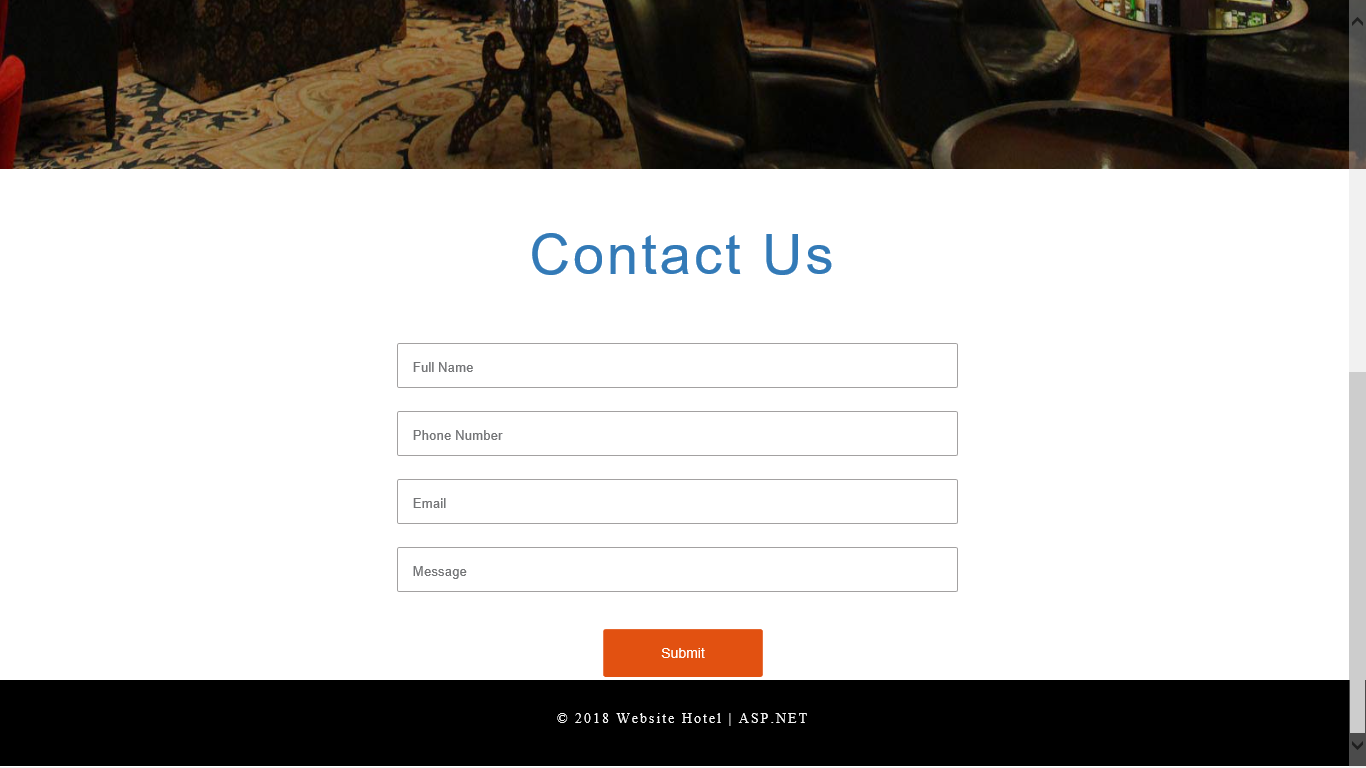 Contact Us
Full Name
Phone Number
Email
Message
Submit
© 2018 Website Hotel | ASP.NET